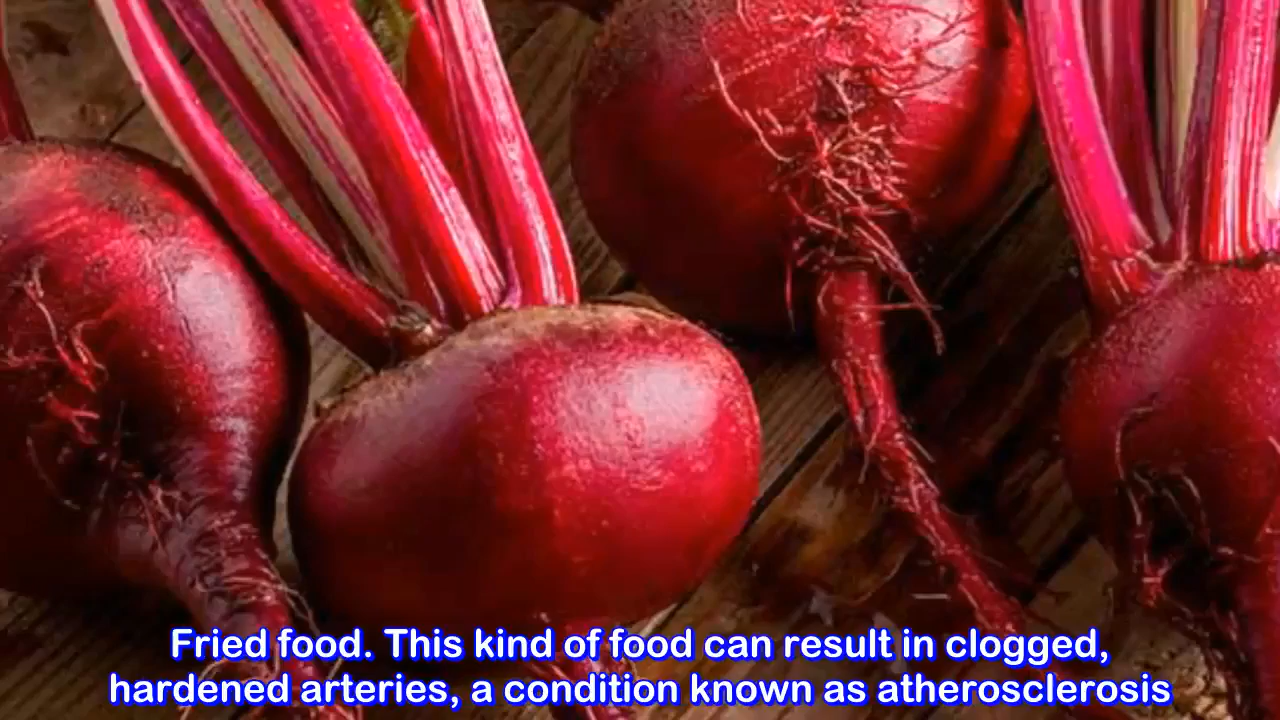 Fried food. This kind of food can result in clogged,
hardened arteries, a condition known as atherosclerosis